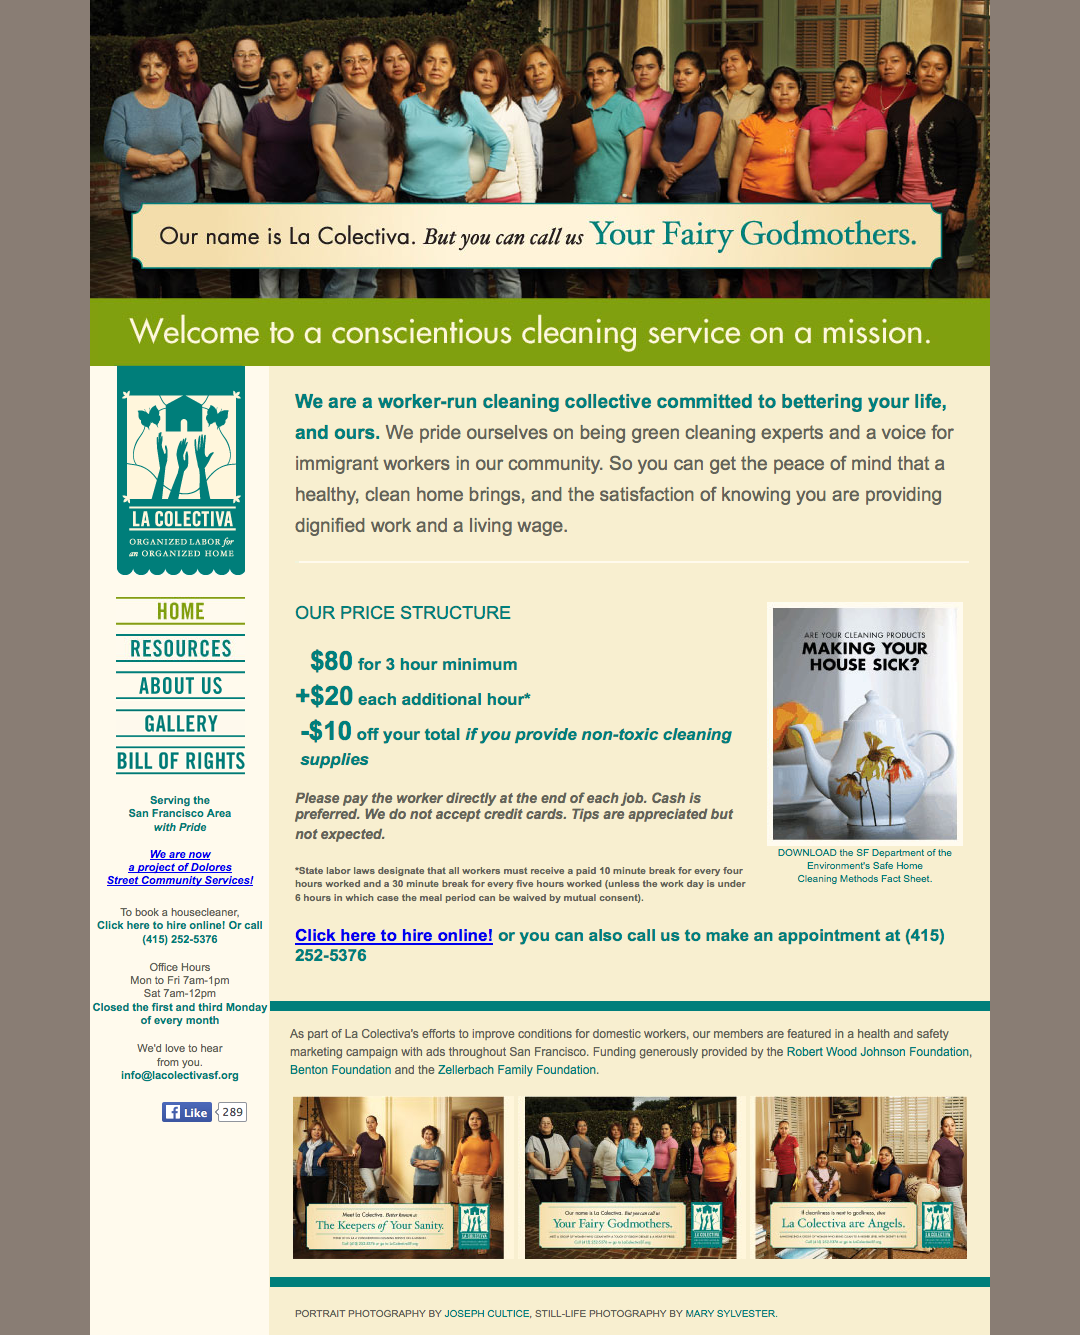 Our name is La Colectiva. But you can call us Your Fairy Godmothers.
Welcome to a conscientious cleaning service on a mission.
LA COLECTIVA
ORGANIZED LABOR for
an ORGANIZED HOME
HOME
RESOURCES
ABOUT US
GALLERY
BILL OF RIGHTS
Serving the
San Francisco Area
with Pride
We are now
a project of Dolores
Street Community Services!
To book a housecleaner,
Click here to hire online! Or call
(415) 252-5376
Office Hours
Mon to Fri 7am-1pm
Sat 7am-12pm
Closed the first and third Monday
of every month
We'd love to hear
from you.
info@lacolectivasf.org
Like 289
We are a worker-run cleaning collective committed to bettering your life,
and ours. We pride ourselves on being green cleaning experts and a voice for
immigrant workers in our community. So you can get the peace of mind that a
healthy, clean home brings, and the satisfaction of knowing you are providing
dignified work and a living wage.
OUR PRICE STRUCTURE
$80 for 3 hour minimum
+$20 each additional hour*
-$10 off your total if you provide non-toxic cleaning
supplies
Please pay the worker directly at the end of each job. Cash is
preferred. We do not accept credit cards. Tips are appreciated but
not expected.
*State labor laws designate that all workers must receive a paid 10 minute break for every four
hours worked and a 30 minute break for every five hours worked (unless the work day is under
6 hours in which case the meal period can be waived by mutual consent).
ARE YOUR CLEANING PRODUCTS
MAKING YOUR
HOUSE SICK?
DOWNLOAD the SF Department of the
Environment's Safe Home
Cleaning Methods Fact Sheet.
Click here to hire online! or you can also call us to make an appointment at (415)
252-5376
As part of La Colectiva's efforts to improve conditions for domestic workers, our members are featured in a health and safety
marketing campaign with ads throughout San Francisco. Funding generously provided by the Robert Wood Johnson Foundation,
Benton Foundation and the Zellerbach Family Foundation.
Meet La Colectiva. Better known as
The Keepers of Your Sanity.
Our name is La Colectiva. But you can call us
Your Fairy Godmothers.
If cleanliness is next to godliness, then
La Colectiva are Angels.
PORTRAIT PHOTOGRAPHY BY JOSEPH CULTICE, STILL-LIFE PHOTOGRAPHY BY MARY SYLVESTER.